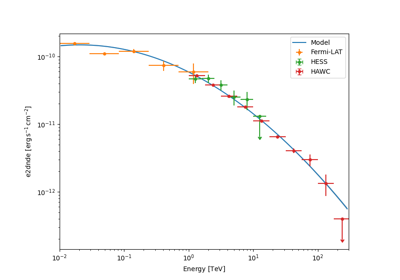 Model
Fermi-LAT
HESS
HAWC
e2dnde [erg s⁻¹ cm⁻²]
10⁻¹⁰
10⁻¹¹
10⁻¹²
10⁻² 10⁻¹ 10⁰ 10¹ 10²
Energy [TeV]